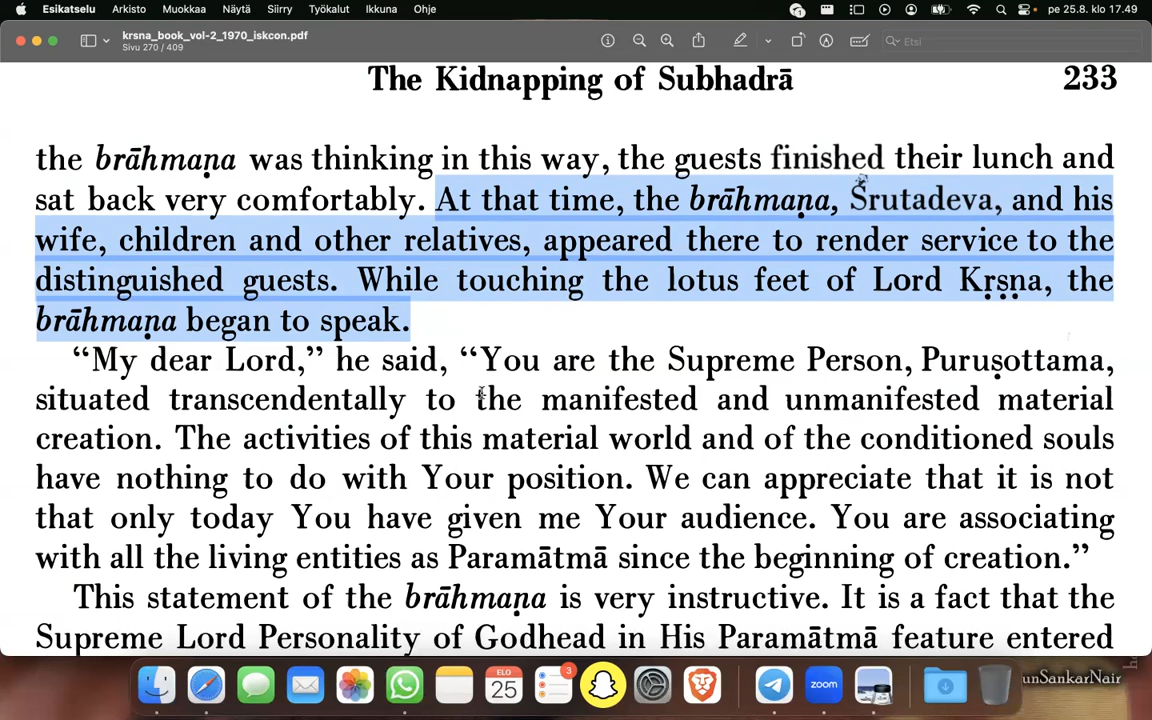 Esikatselu Arkisto Muokkaa Näytä Siirry Työkalut Ikkuna Ohje pe 25.8. klo 17.49
krsna_book_vol-2_1970_iskcon.pdf
Sivu 270 / 409
Etsi
The Kidnapping of Subhadrā 233
the brāhmaṇa was thinking in this way, the guests finished their lunch and
sat back very comfortably. At that time, the brāhmaṇa, Śrutadeva, and his
wife, children and other relatives, appeared there to render service to the
distinguished guests. While touching the lotus feet of Lord Kṛṣṇa, the
brāhmaṇa began to speak.
“My dear Lord,” he said, “You are the Supreme Person, Puruṣottama,
situated transcendentally to the manifested and unmanifested material
creation. The activities of this material world and of the conditioned souls
have nothing to do with Your position. We can appreciate that it is not
that only today You have given me Your audience. You are associating
with all the living entities as Paramātmā since the beginning of creation.”
This statement of the brāhmaṇa is very instructive. It is a fact that the
Supreme Lord Personality of Godhead in His Paramātmā feature entered
ELO
25
3
zoom
unSankarNair